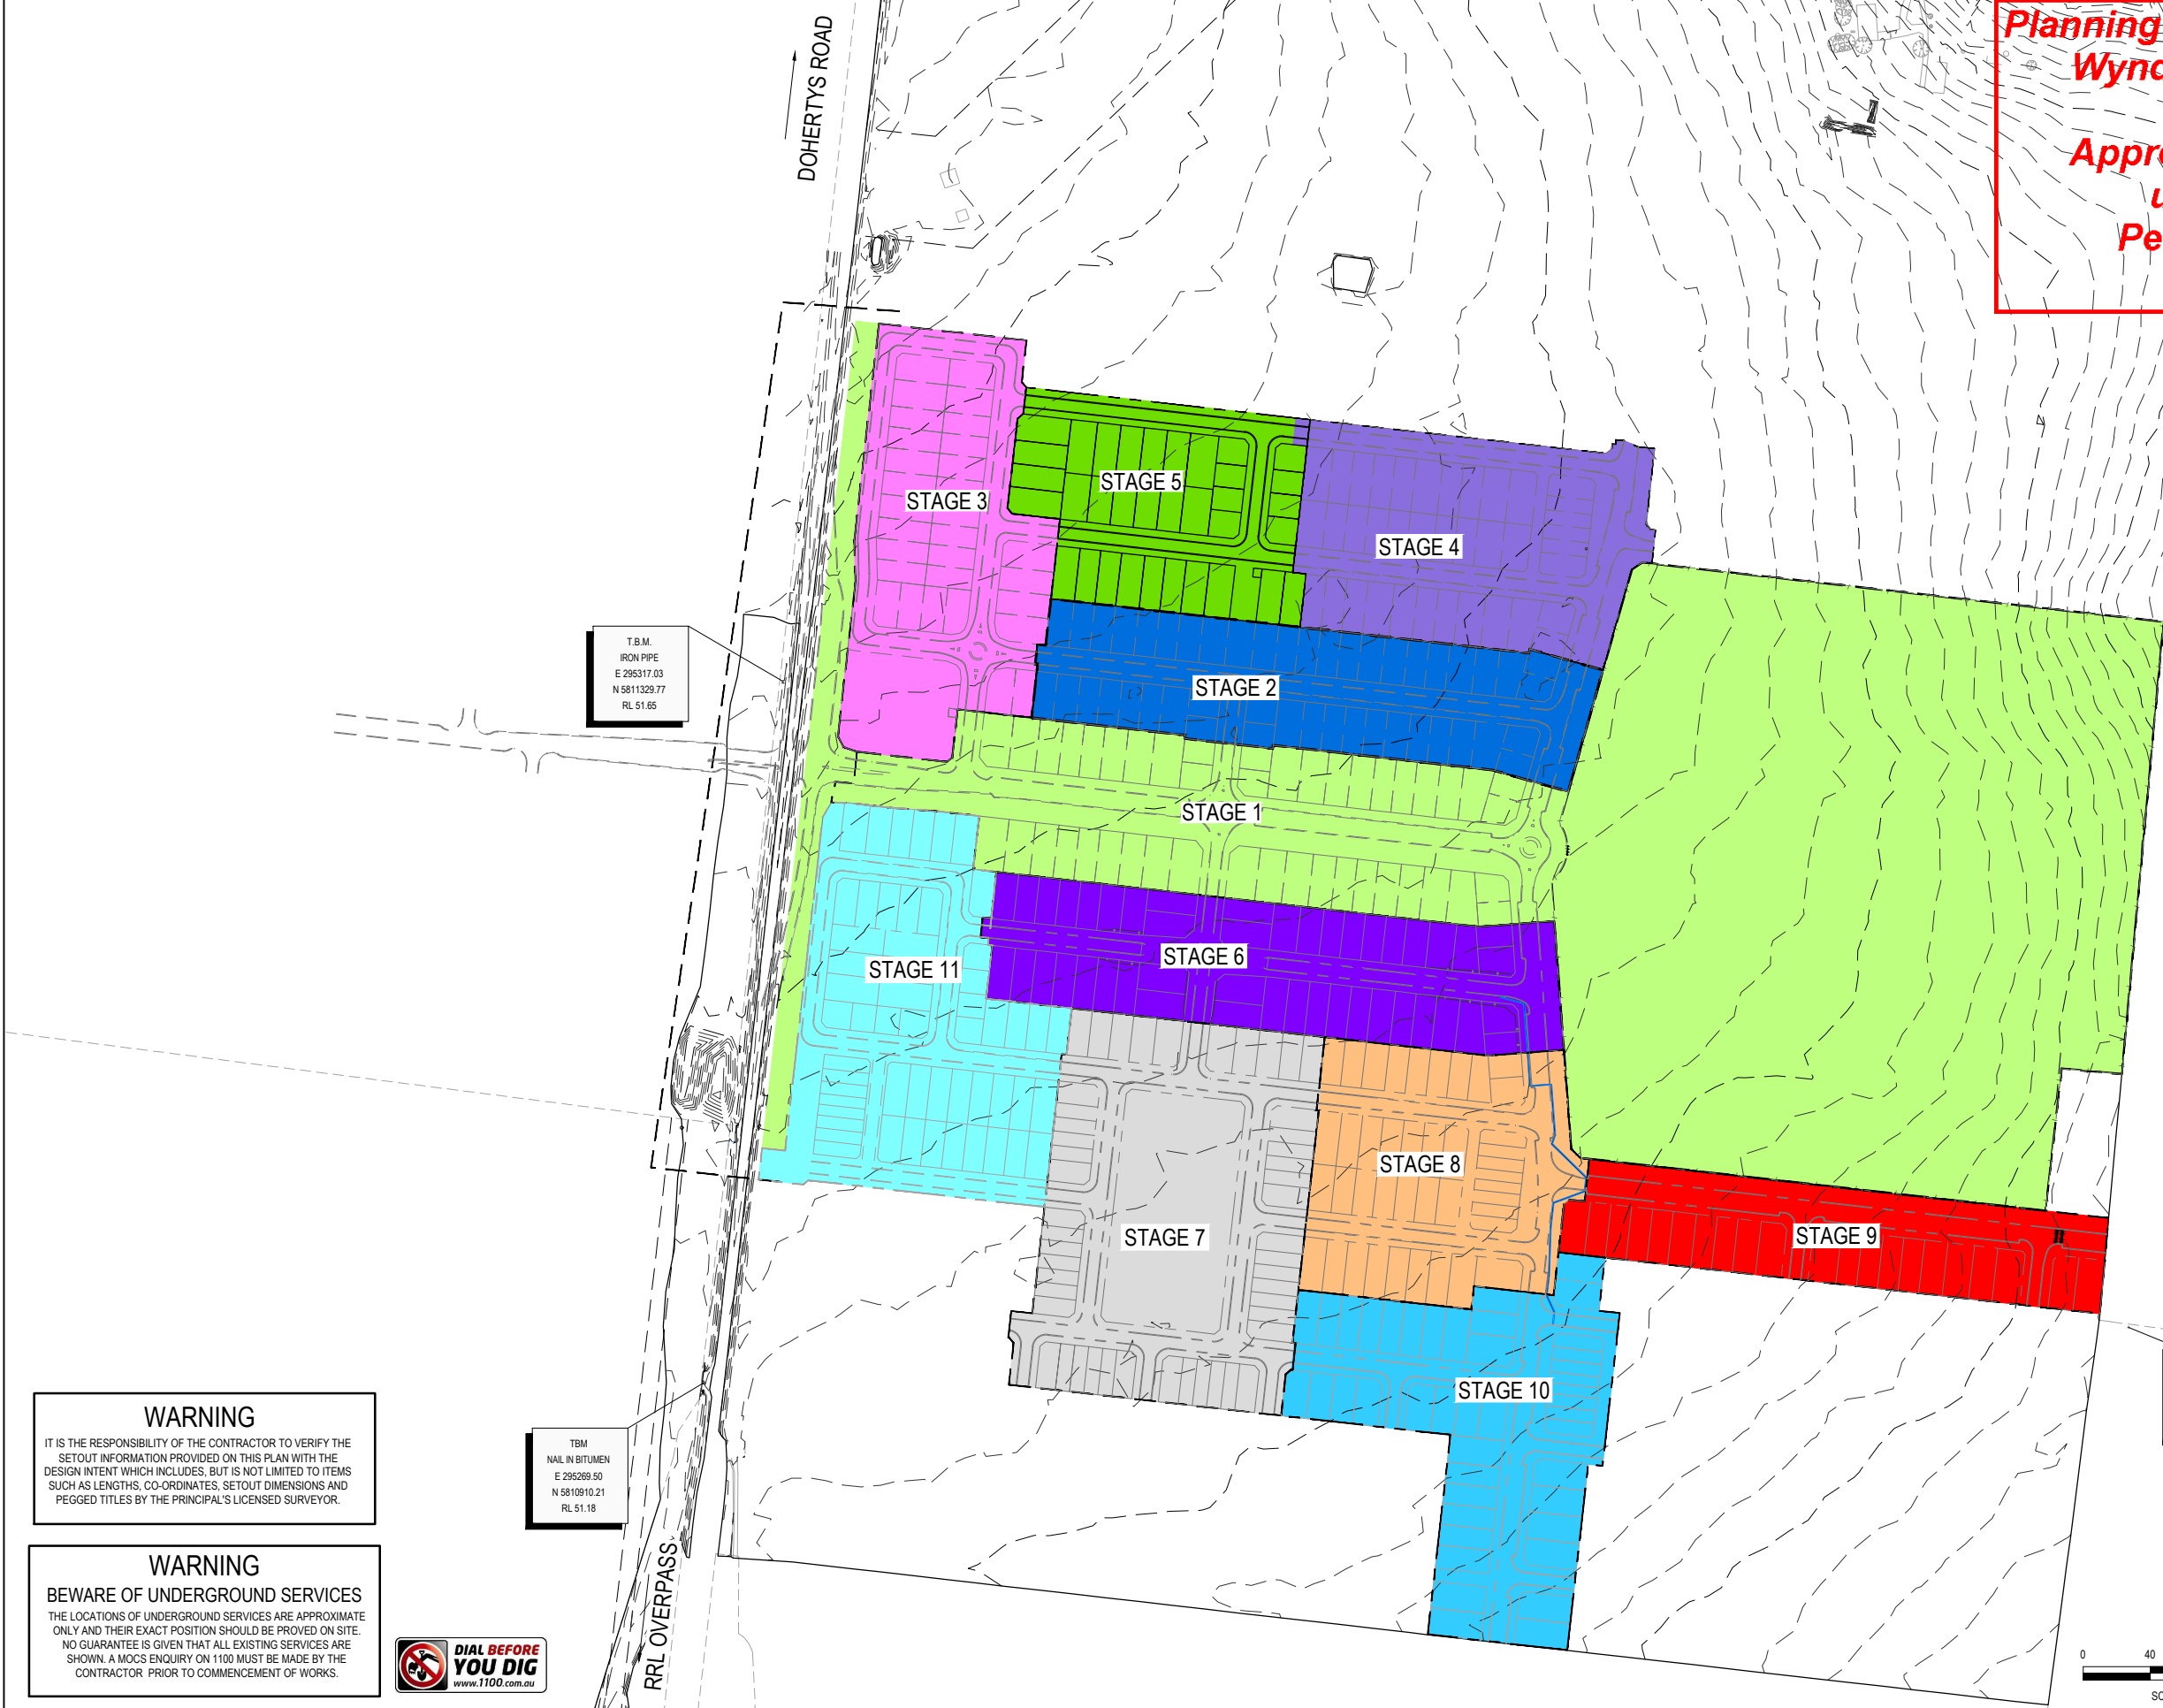 DOHERTYS ROAD
Planning
STAGE 3
STAGE 5
STAGE 4
STAGE 2
STAGE 1
STAGE 6
STAGE 11
STAGE 7
STAGE 8
STAGE 9
STAGE 10
T.B.M.
IRON PIPE
E 295317.03
N 5811329.77
RL 51.65
TBM
NAIL IN BITUMEN
E 295269.50
N 5810910.21
RL 51.18
RRL OVERPASS
WARNING
IT IS THE RESPONSIBILITY OF THE CONTRACTOR TO VERIFY THE
SETOUT INFORMATION PROVIDED ON THIS PLAN WITH THE
DESIGN INTENT WHICH INCLUDES, BUT IS NOT LIMITED TO ITEMS
SUCH AS LENGTHS, CO-ORDINATES, SETOUT DIMENSIONS AND
PEGGED TITLES BY THE PRINCIPAL'S LICENSED SURVEYOR.
WARNING
BEWARE OF UNDERGROUND SERVICES
THE LOCATIONS OF UNDERGROUND SERVICES ARE APPROXIMATE
ONLY AND THEIR EXACT POSITION SHOULD BE PROVED ON SITE.
NO GUARANTEE IS GIVEN THAT ALL EXISTING SERVICES ARE
SHOWN. A MOCS ENQUIRY ON 1100 MUST BE MADE BY THE
CONTRACTOR PRIOR TO COMMENCEMENT OF WORKS.
DIAL BEFORE
YOU DIG
www.1100.com.au
0 40